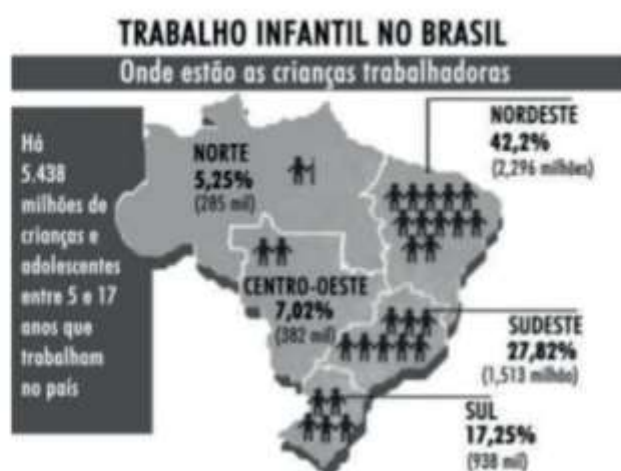 TRABALHO INFANTIL NO BRASIL
Onde estão as crianças trabalhadoras
Há
5.438
milhões de
crianças e
adolescentes
entre 5 e 17
anos que
trabalham
no país
NORTE
5,25%
(285 mil)
NORDESTE
42,2%
(2,296 milhões)
CENTRO-OESTE
7,02%
(382 mil)
SUDESTE
27,82%
(1,513 milhão)
SUL
17,25%
(938 mil)